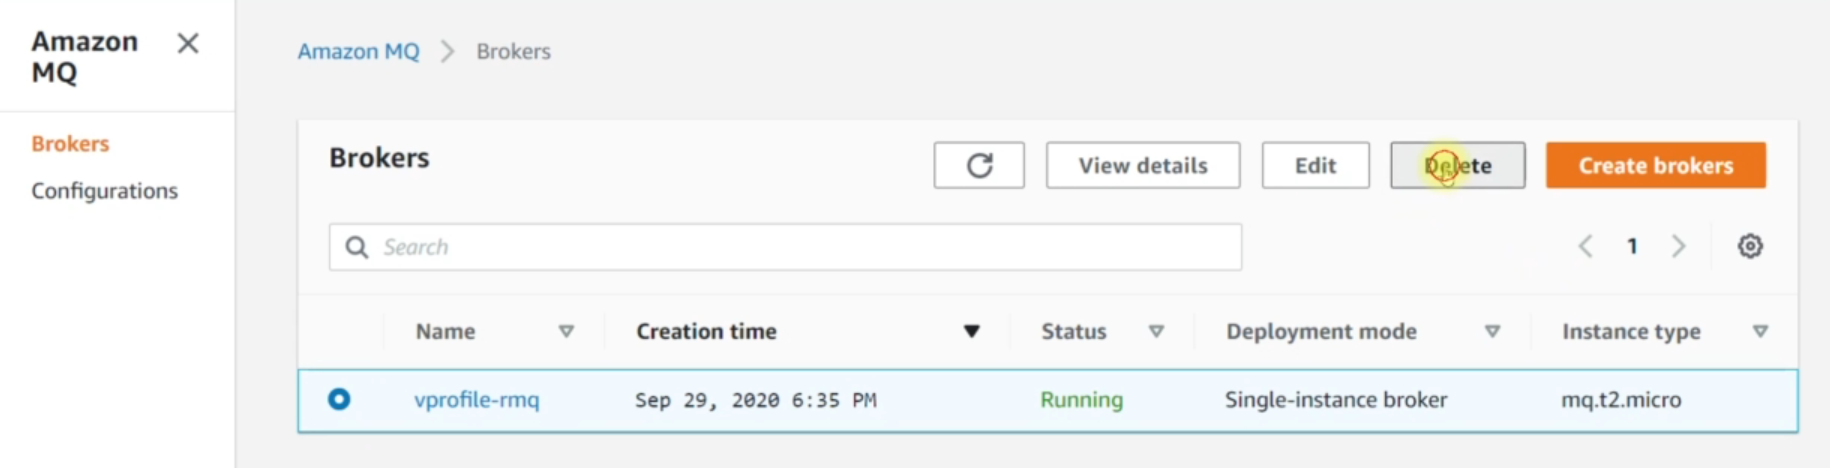 Amazon
MQ
Brokers
Configurations
Amazon MQ > Brokers
Brokers
View details
Edit
Delete
Create brokers
Search
1
Name Creation time Status Deployment mode Instance type
vprofile-rmq Sep 29, 2020 6:35 PM Running Single-instance broker mq.t2.micro